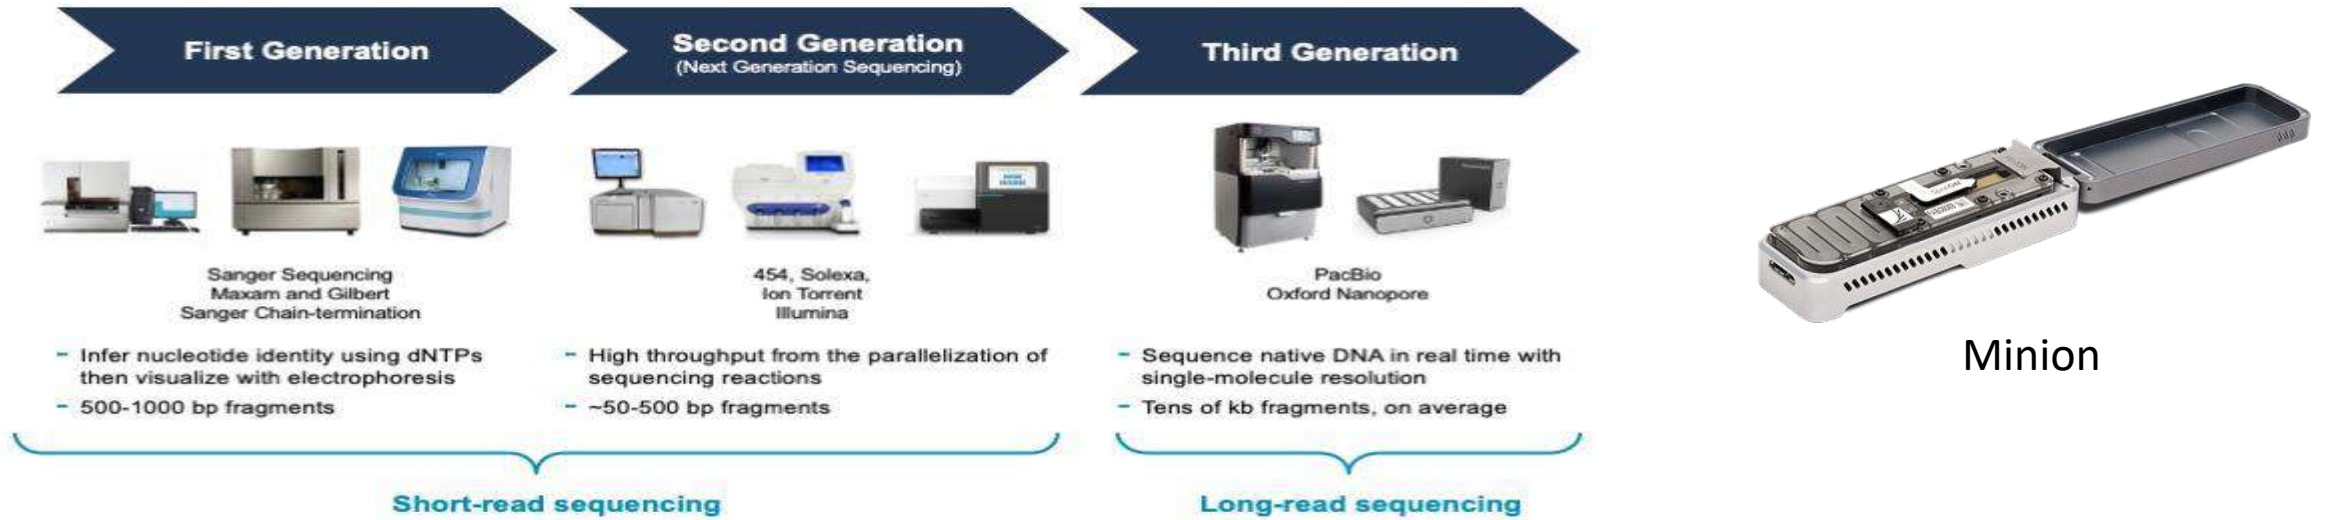 First Generation
Second Generation
(Next Generation Sequencing)
Third Generation
Sanger Sequencing
Maxam and Gilbert
Sanger Chain-termination
454, Solexa,
Ion Torrent
Illumina
PacBio
Oxford Nanopore
Minion
- Infer nucleotide identity using dNTPs
then visualize with electrophoresis
- 500-1000 bp fragments
- High throughput from the parallelization of
sequencing reactions
- ~50-500 bp fragments
- Sequence native DNA in real time with
single-molecule resolution
- Tens of kb fragments, on average
Short-read sequencing
Long-read sequencing